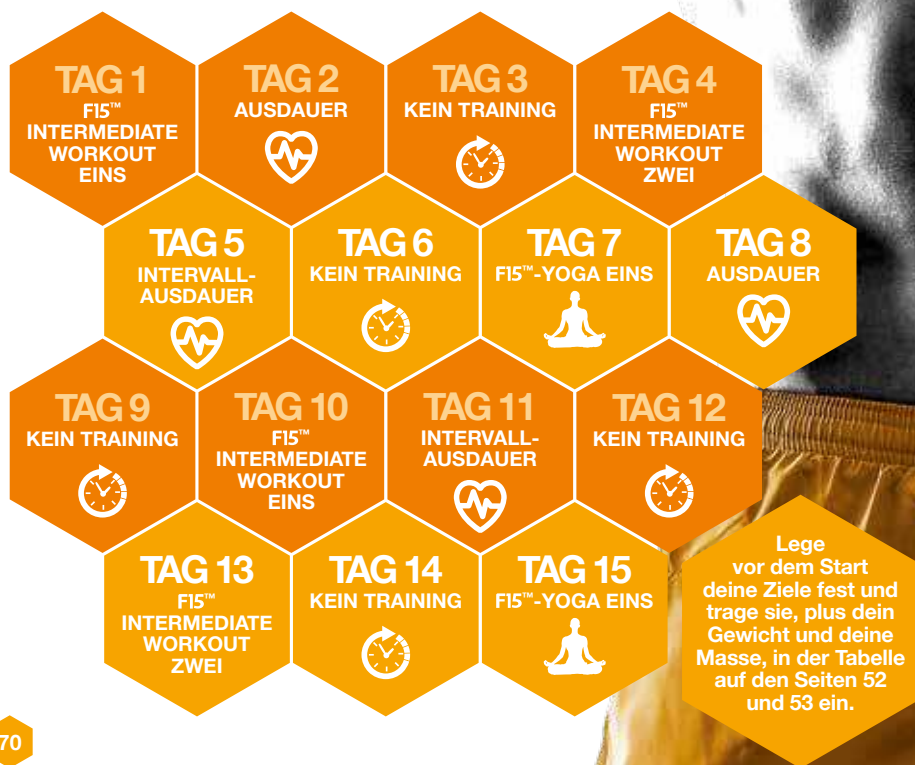 TAG 1
F15™
INTERMEDIATE
WORKOUT
EINS
TAG 2
AUSDAUER
TAG 3
KEIN TRAINING
TAG 4
F15™
INTERMEDIATE
WORKOUT
ZWEI
TAG 5
INTERVALL-
AUSDAUER
TAG 6
KEIN TRAINING
TAG 7
F15™-YOGA EINS
TAG 8
AUSDAUER
TAG 9
KEIN TRAINING
TAG 10
F15™
INTERMEDIATE
WORKOUT
EINS
TAG 11
INTERVALL-
AUSDAUER
TAG 12
KEIN TRAINING
TAG 13
F15™
INTERMEDIATE
WORKOUT
ZWEI
TAG 14
KEIN TRAINING
TAG 15
F15™-YOGA EINS
Lege
vor dem Start
deine Ziele fest und
trage sie, plus dein
Gewicht und deine
Masse, in der Tabelle
auf den Seiten 52
und 53 ein.
70